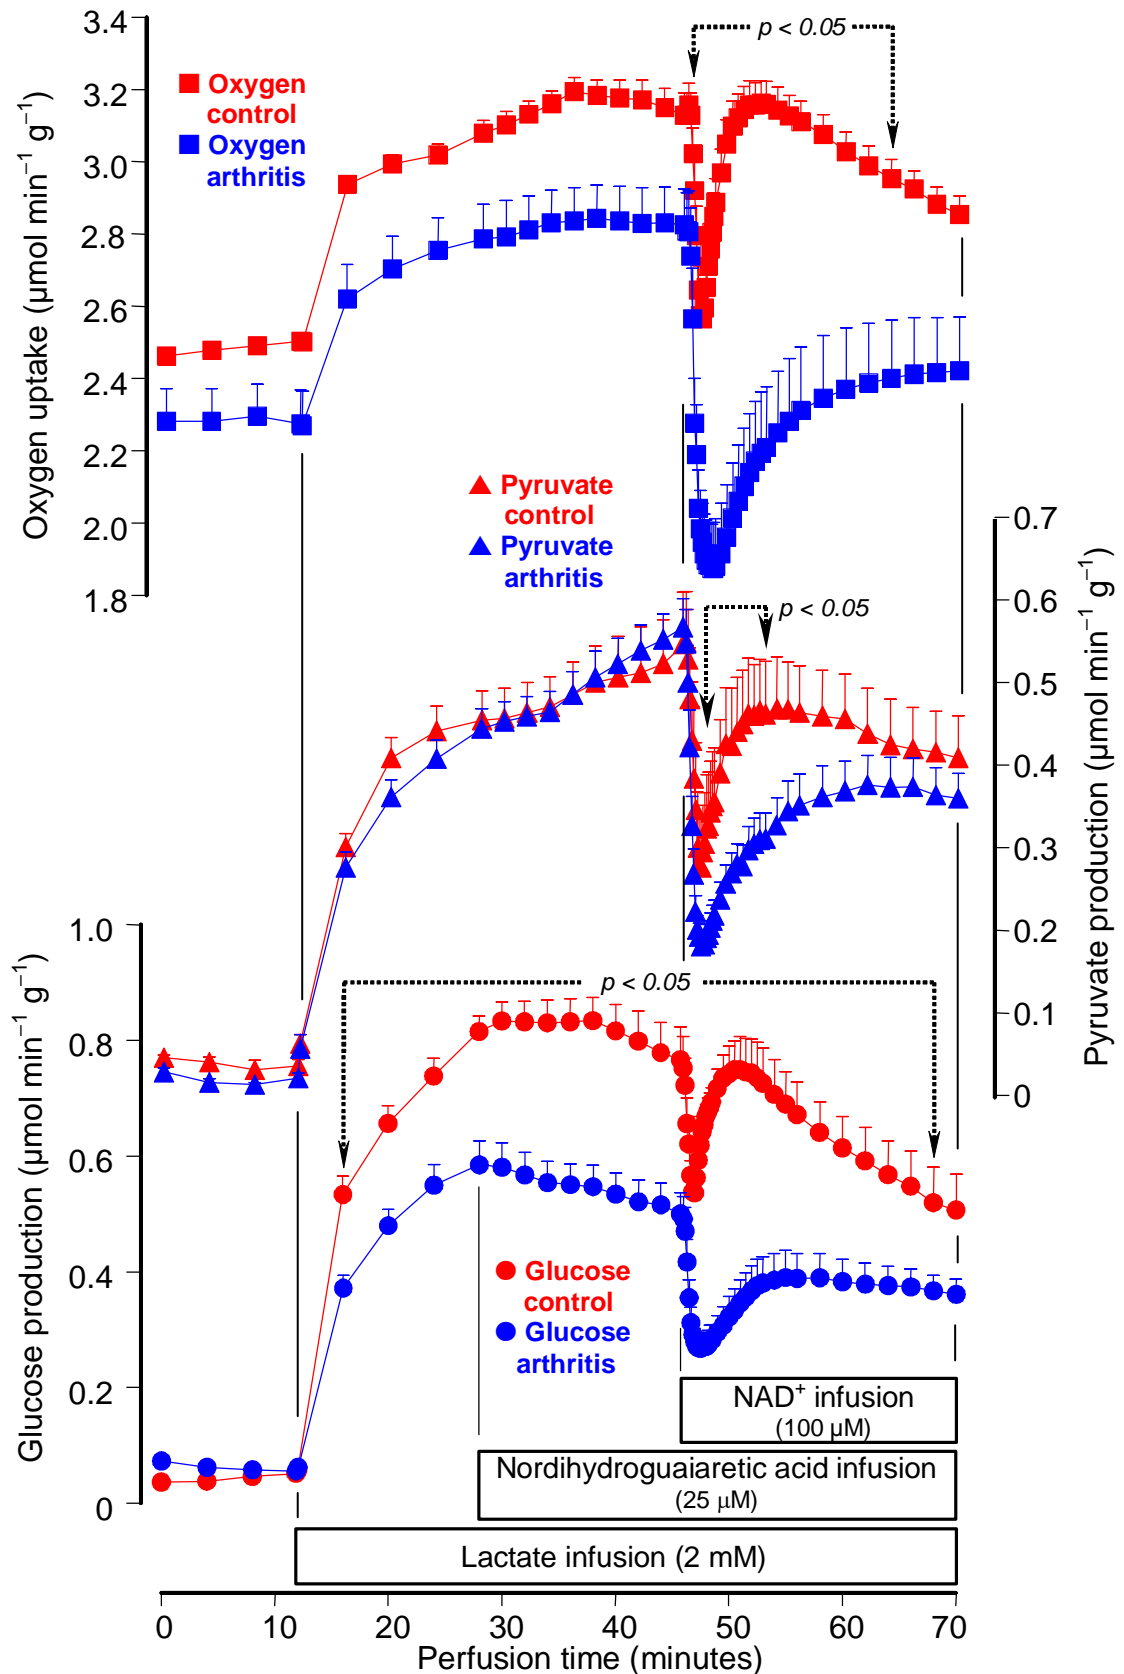 3.4
3.2
3.0
2.8
2.6
2.4
2.2
2.0
1.8
Oxygen uptake (µmol min⁻¹ g⁻¹)
p < 0.05
Oxygen
control
Oxygen
arthritis
Pyruvate
control
Pyruvate
arthritis
0.7
0.6
0.5
0.4
0.3
0.2
0.1
0
Pyruvate production (µmol min⁻¹ g⁻¹)
p < 0.05
1.0
0.8
0.6
0.4
0.2
0
Glucose production (µmol min⁻¹ g⁻¹)
p < 0.05
Glucose
control
Glucose
arthritis
NAD⁺ infusion
(100 µM)
Nordihydroguaiaretic acid infusion
(25 µM)
Lactate infusion (2 mM)
0 10 20 30 40 50 60 70
Perfusion time (minutes)